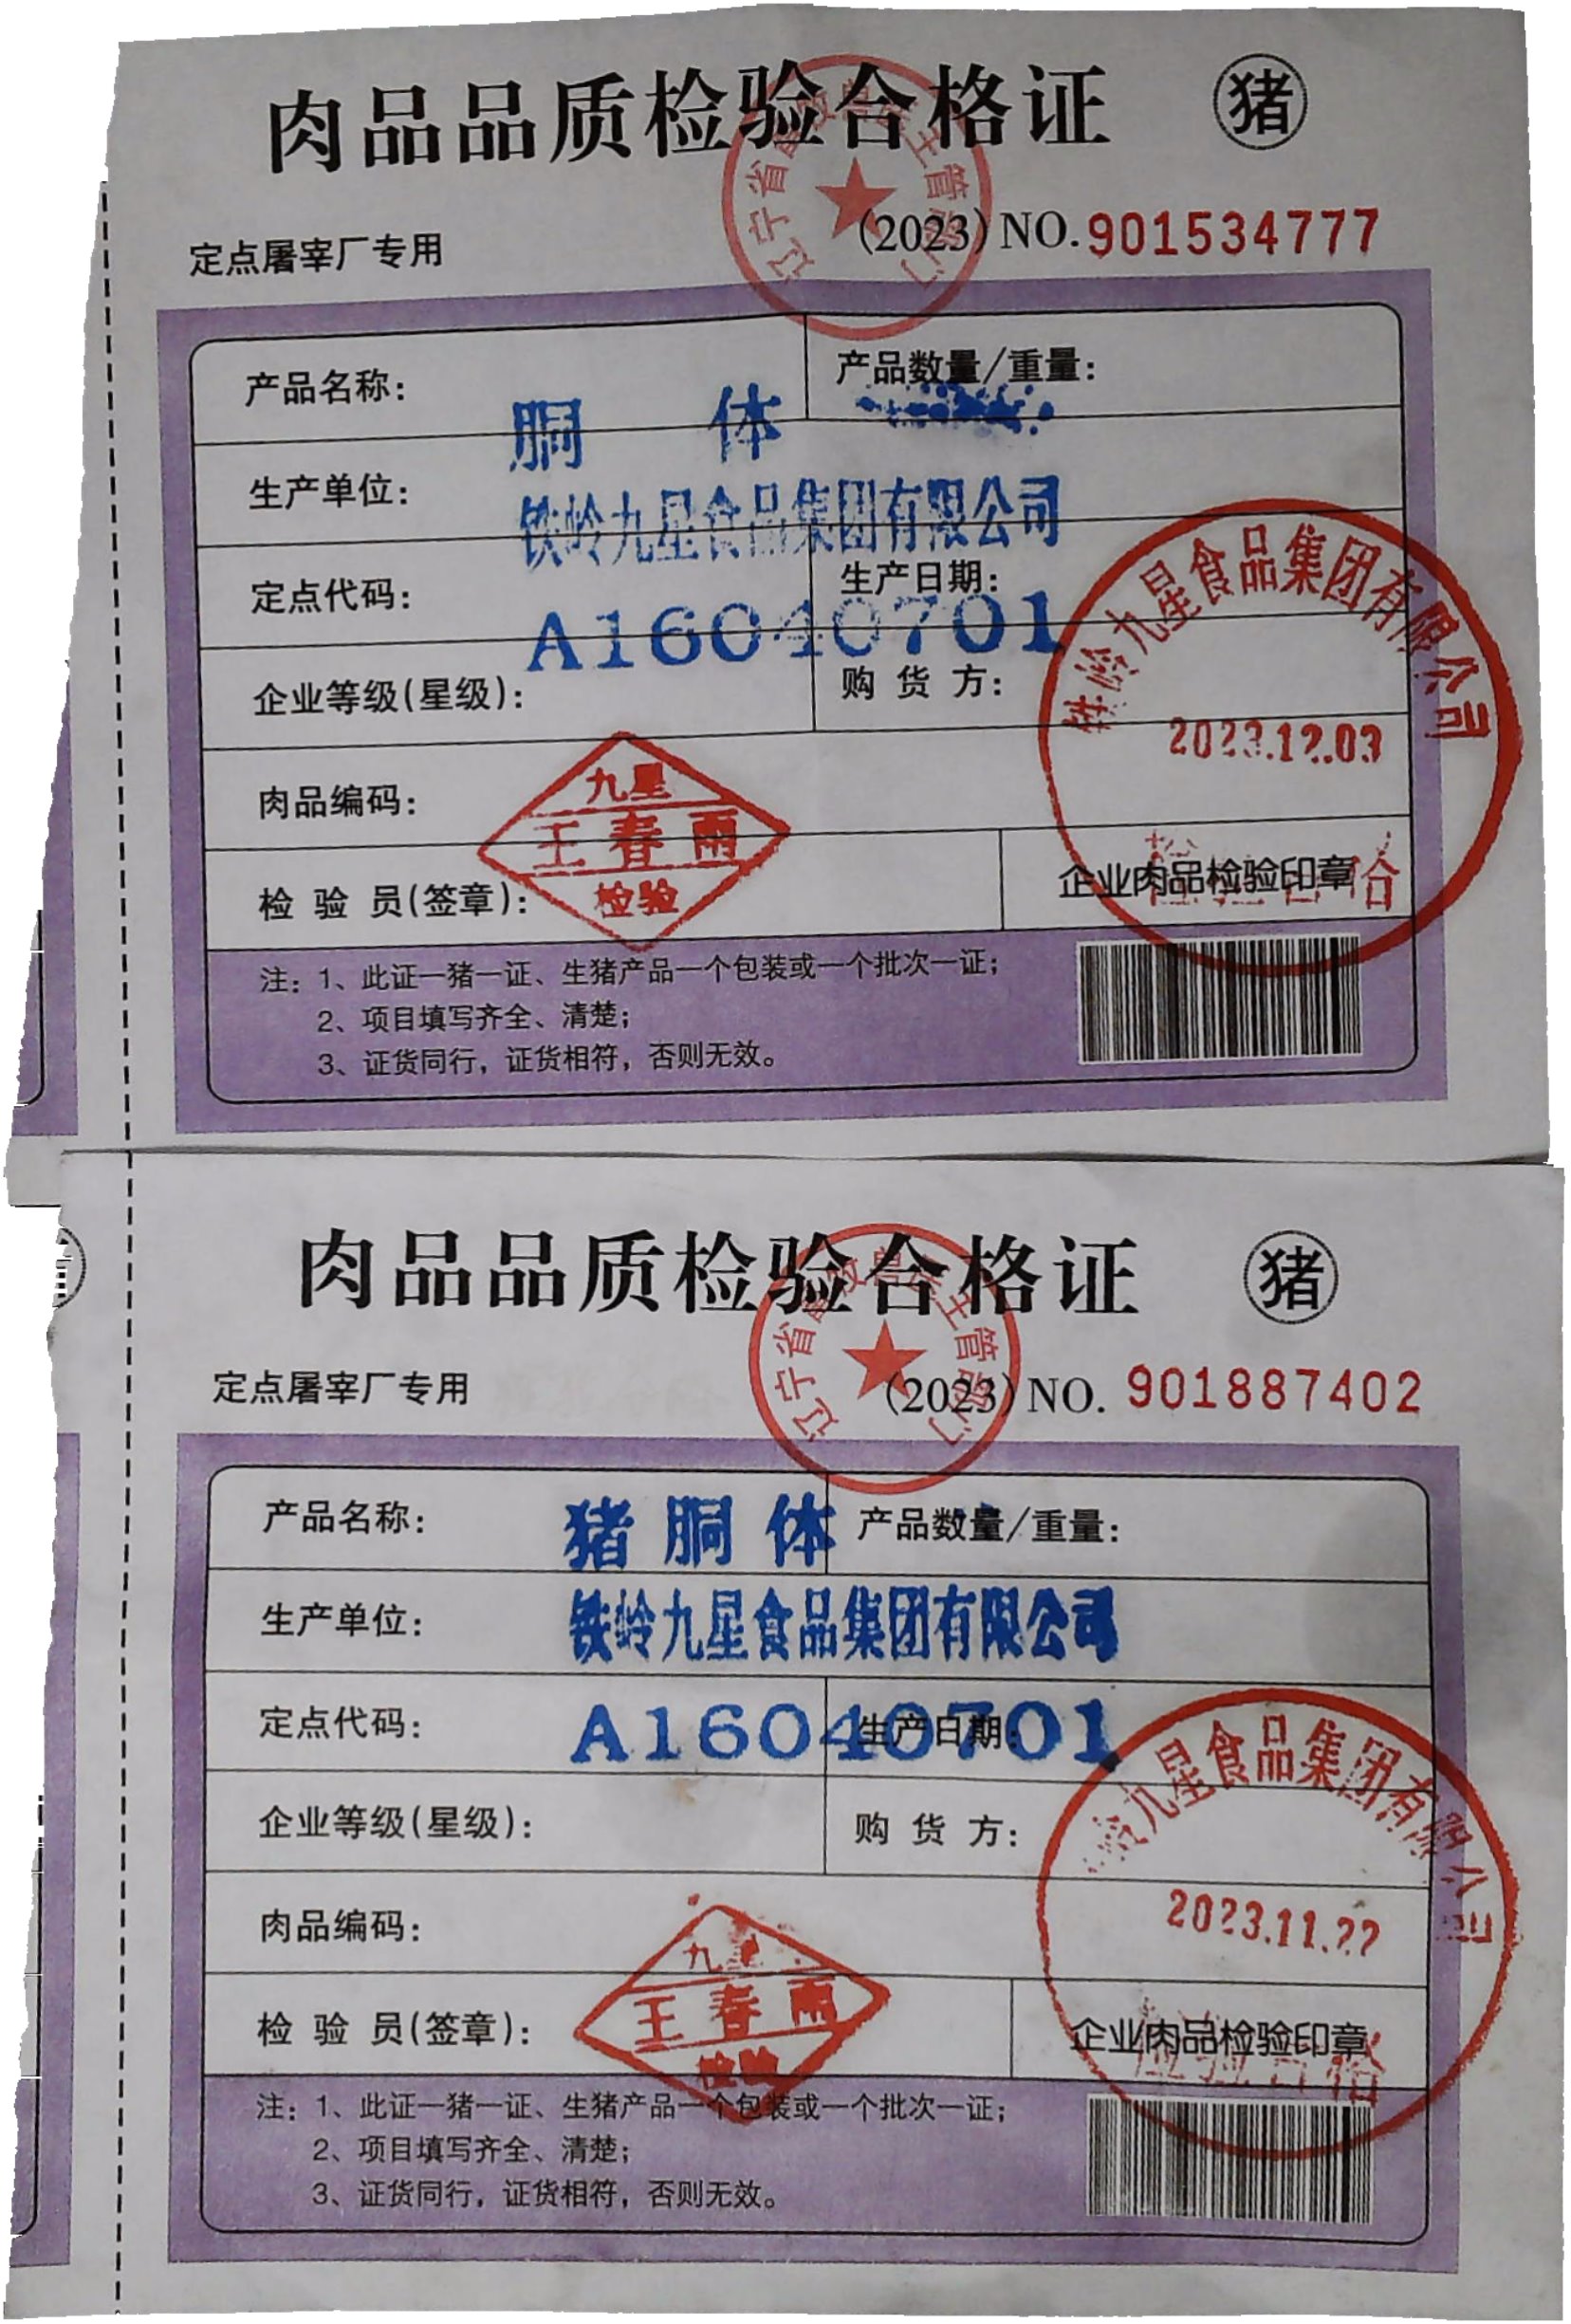 肉品品质检验合格证 猪
定点屠宰厂专用 (2023) NO. 901534777
产品名称: 胴 体 产品数量/重量:
生产单位: 铁岭九星食品集团有限公司
定点代码: A16040701 生产日期:
企业等级(星级): 购 货 方:
铁岭九星食品集团有限公司
2023.12.03
肉品编码:
九星
王春雨
检验
检 验 员(签章): 企业肉品检验印章
注: 1、此证一猪一证、生猪产品一个包装或一个批次一证;
2、项目填写齐全、清楚;
3、证货同行, 证货相符, 否则无效。
肉品品质检验合格证 猪
定点屠宰厂专用 (2023) NO. 901887402
产品名称: 猪胴体 产品数量/重量:
生产单位: 铁岭九星食品集团有限公司
定点代码: A16040701 生产日期:
企业等级(星级): 购 货 方:
岭九星食品集团有限公司
2023.11.22
肉品编码:
九星
王春雨
检验
检 验 员(签章): 企业肉品检验印章
注: 1、此证一猪一证、生猪产品一个包装或一个批次一证;
2、项目填写齐全、清楚;
3、证货同行, 证货相符, 否则无效。